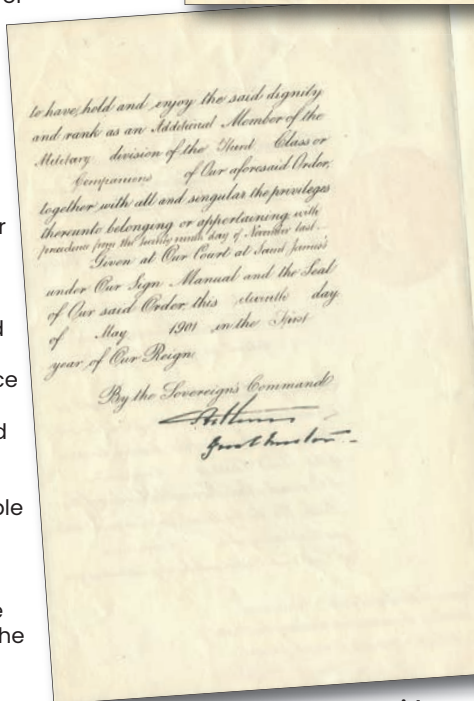 to have, hold and enjoy the said dignity
and rank as an Additional Member of the
Military division of the Third Class or
Companions of Our aforesaid Order,
together with all and singular the privileges
thereunto belonging or appertaining with
precedence from the twenty ninth day of November last
Given at Our Court at Saint James's
under Our Sign Manual and the Seal
of Our said Order, this eleventh day
of May 1901 in the First
year of Our Reign
By the Sovereign's Command
Arthur
r
d
ce
d
ble
e
he